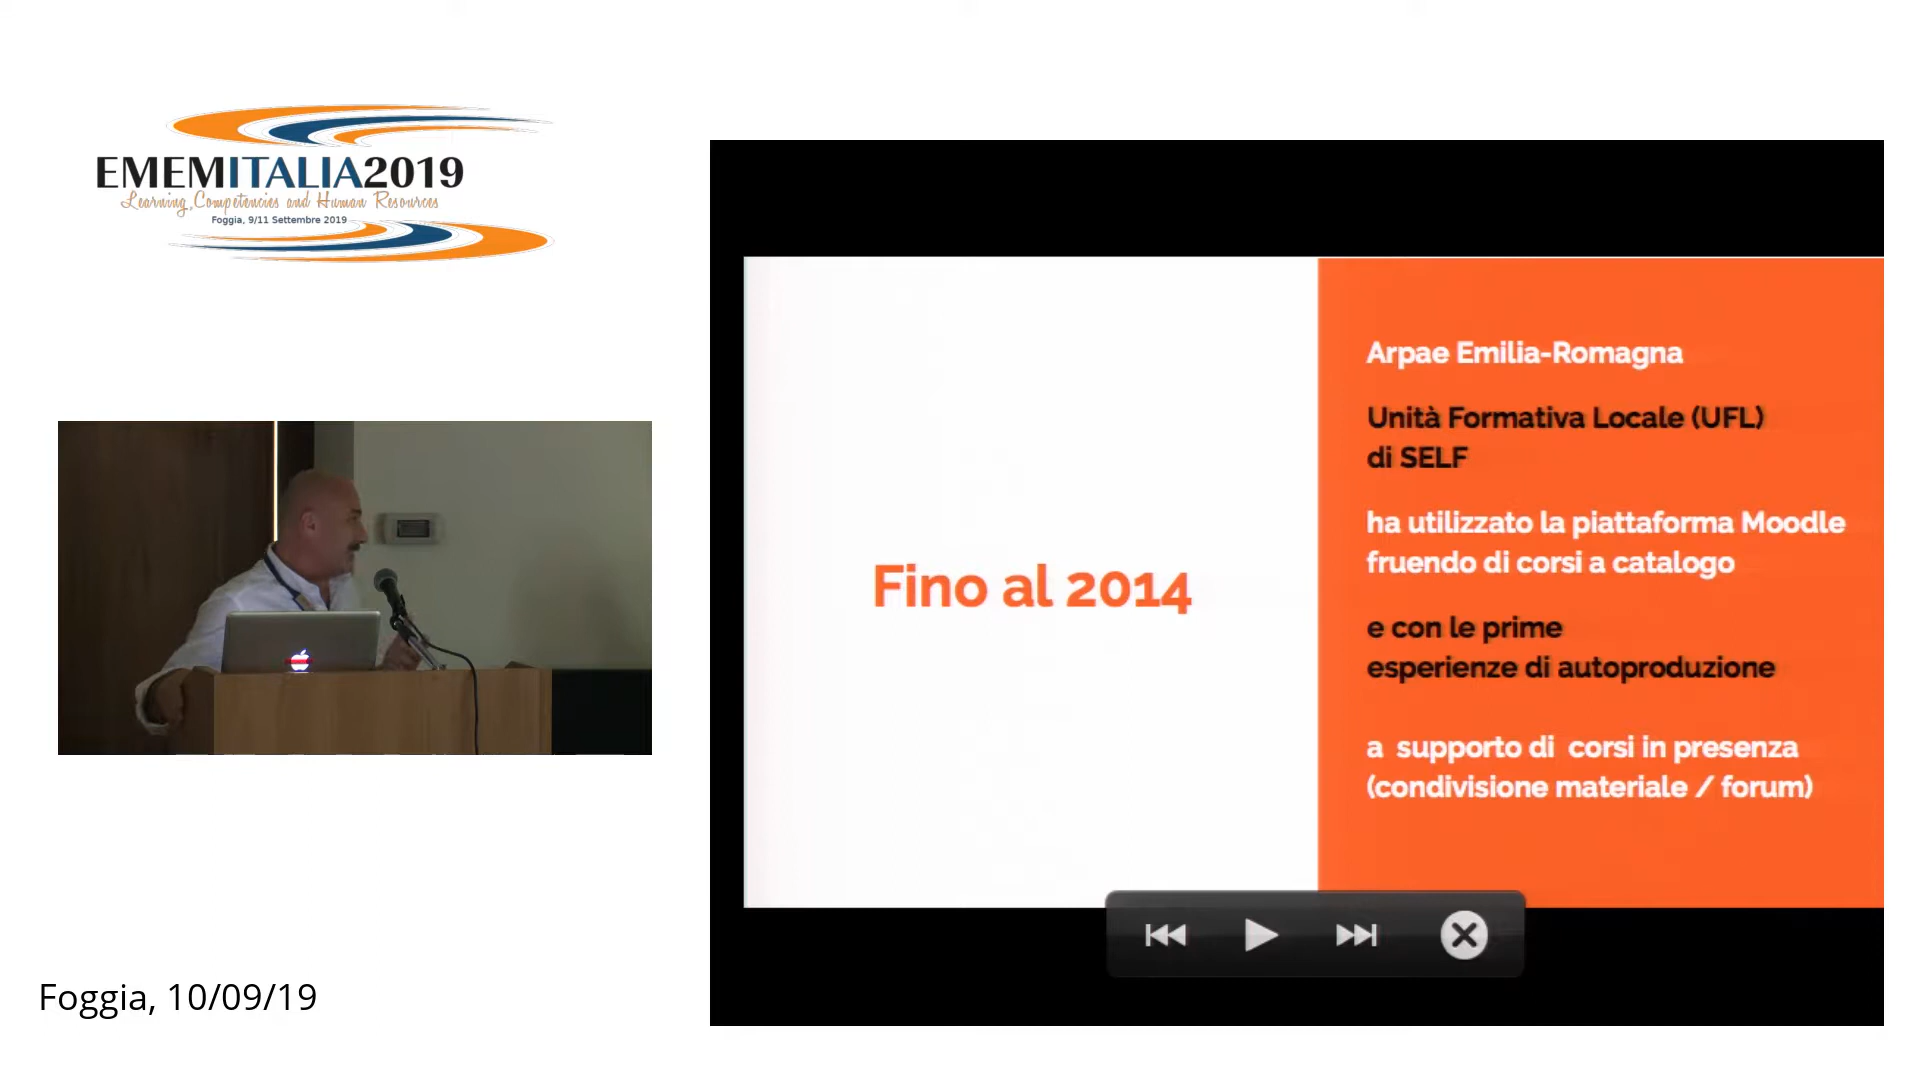 EMEMITALIA2019
Learning, Competencies and Human Resources
Foggia, 9/11 Settembre 2019
Fino al 2014
Arpae Emilia-Romagna
Unità Formativa Locale (UFL)
di SELF
ha utilizzato la piattaforma Moodle
fruendo di corsi a catalogo
e con le prime
esperienze di autoproduzione
a supporto di corsi in presenza
(condivisione materiale / forum)
Foggia, 10/09/19